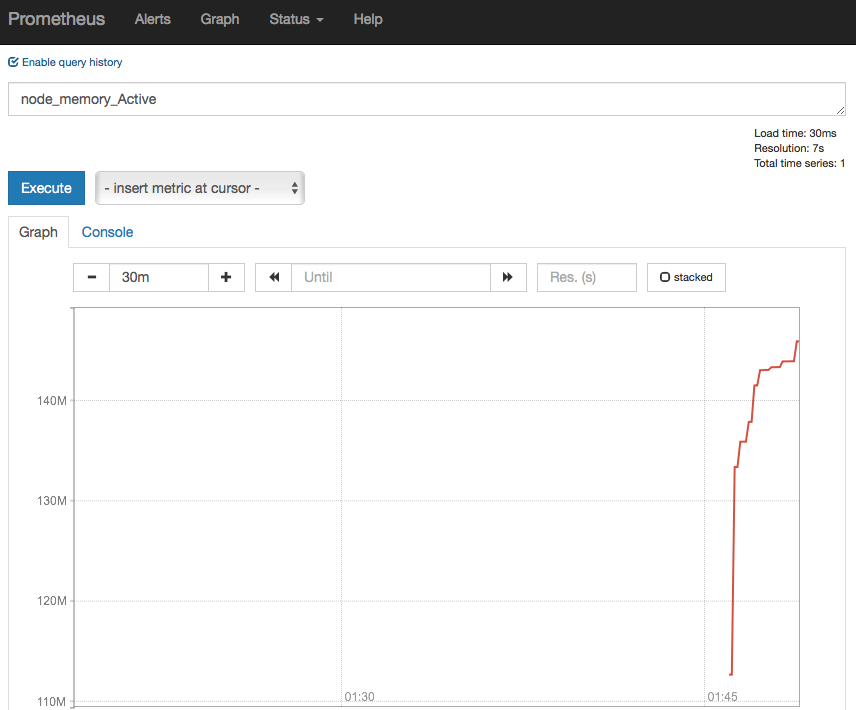 Prometheus Alerts Graph Status Help
Enable query history
node_memory_Active
Load time: 30ms
Resolution: 7s
Total time series: 1
Execute - insert metric at cursor -
Graph Console
30m Until Res. (s) stacked
140M
130M
120M
110M
01:30 01:45